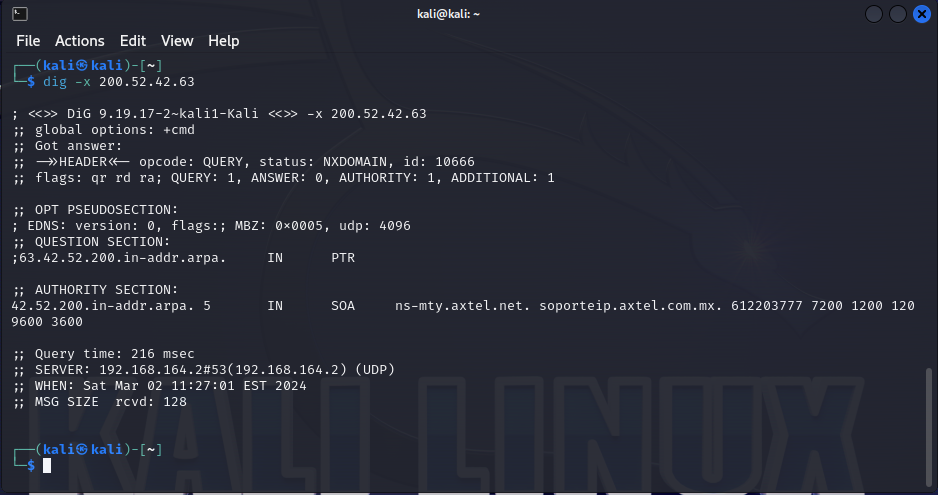 kali@kali: ~
File Actions Edit View Help
┌──(kali㉿kali)-[~]
└─$ dig -x 200.52.42.63
; <<>> DiG 9.19.17-2~kali1-Kali <<>> -x 200.52.42.63
;; global options: +cmd
;; Got answer:
;; ->>HEADER<<- opcode: QUERY, status: NXDOMAIN, id: 10666
;; flags: qr rd ra; QUERY: 1, ANSWER: 0, AUTHORITY: 1, ADDITIONAL: 1
;; OPT PSEUDOSECTION:
; EDNS: version: 0, flags:; MBZ: 0x0005, udp: 4096
;; QUESTION SECTION:
;63.42.52.200.in-addr.arpa. IN PTR
;; AUTHORITY SECTION:
42.52.200.in-addr.arpa. 5 IN SOA ns-mty.axtel.net. soporteip.axtel.com.mx. 612203777 7200 1200 120
9600 3600
;; Query time: 216 msec
;; SERVER: 192.168.164.2#53(192.168.164.2) (UDP)
;; WHEN: Sat Mar 02 11:27:01 EST 2024
;; MSG SIZE rcvd: 128
┌──(kali㉿kali)-[~]
└─$
KALI LINUX